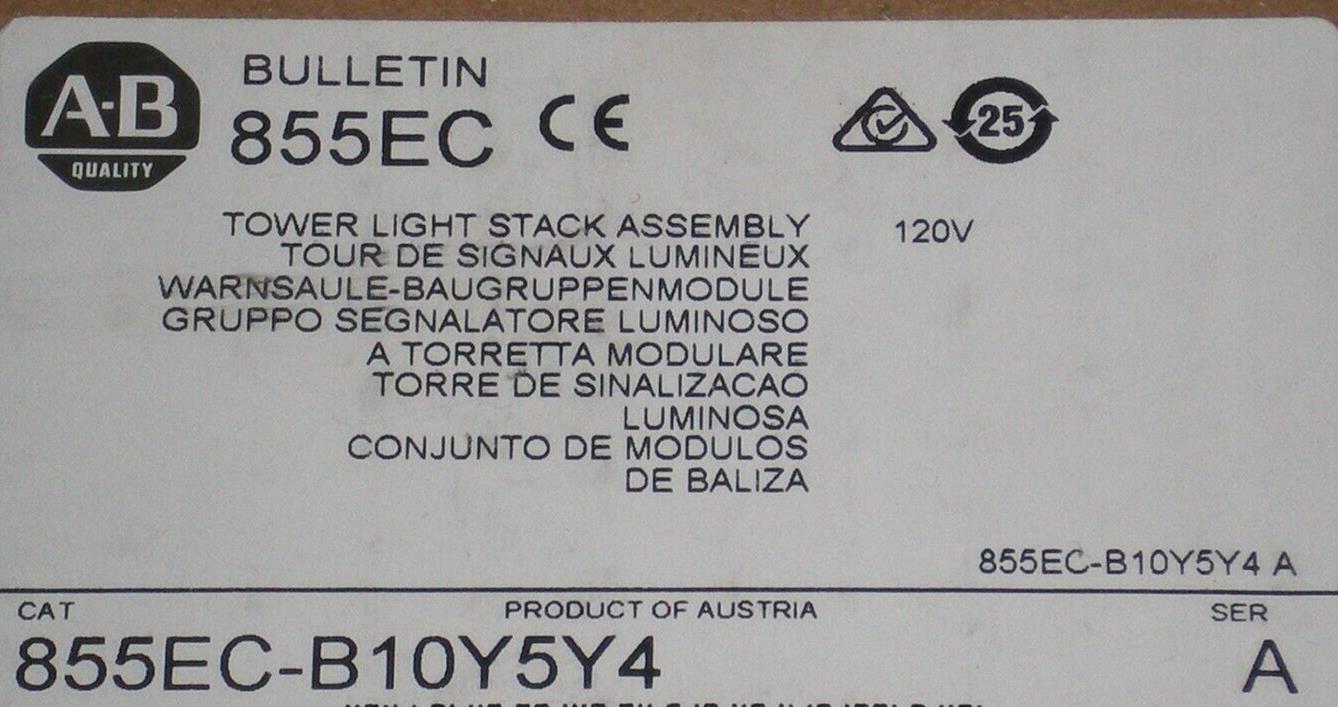 A-B
QUALITY
BULLETIN
855EC CE
25
TOWER LIGHT STACK ASSEMBLY 120V
TOUR DE SIGNAUX LUMINEUX
WARNSAULE-BAUGRUPPENMODULE
GRUPPO SEGNALATORE LUMINOSO
A TORRETTA MODULARE
TORRE DE SINALIZACAO
LUMINOSA
CONJUNTO DE MODULOS
DE BALIZA
855EC-B10Y5Y4 A
CAT PRODUCT OF AUSTRIA SER
855EC-B10Y5Y4 A